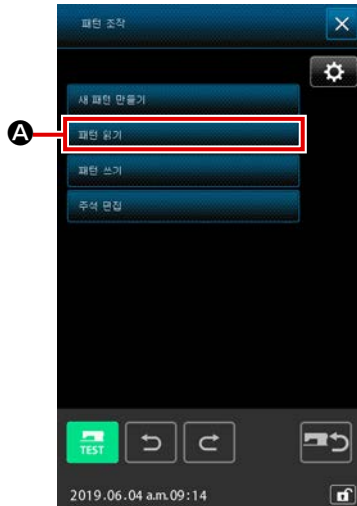 패턴 조작
새 패턴 만들기
A
패턴 읽기
패턴 쓰기
주석 편집
TEST
2019.06.04 a.m.09:14